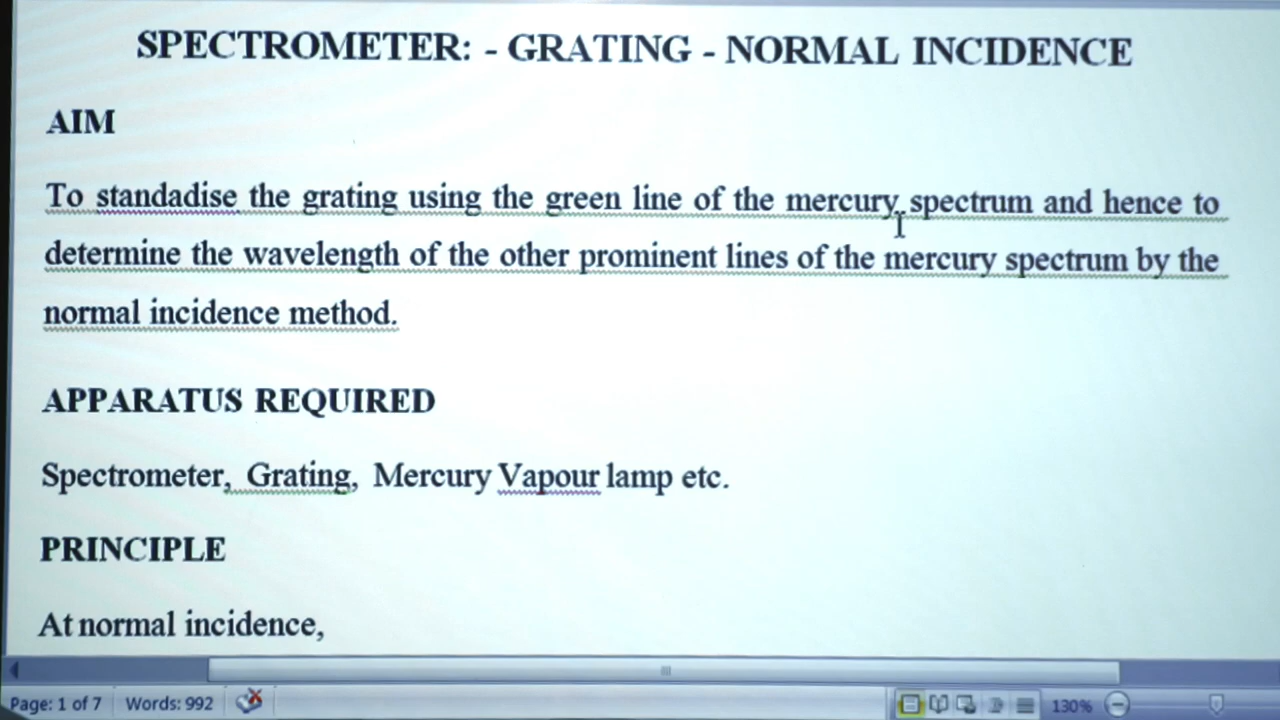 SPECTROMETER: - GRATING - NORMAL INCIDENCE
AIM
To standadise the grating using the green line of the mercury spectrum and hence to
determine the wavelength of the other prominent lines of the mercury spectrum by the
normal incidence method.
APPARATUS REQUIRED
Spectrometer, Grating, Mercury Vapour lamp etc.
PRINCIPLE
At normal incidence,
Page: 1 of 7 Words: 992 130%